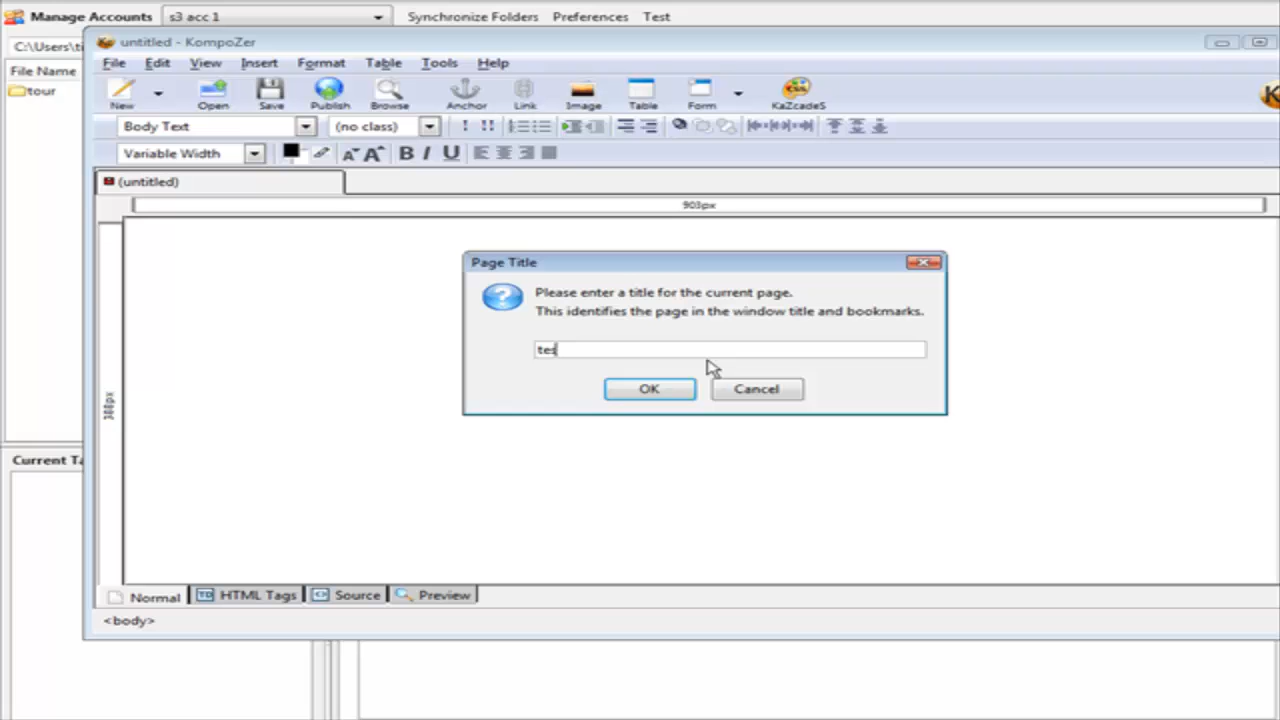 Manage Accounts s3 acc 1 Synchronize Folders Preferences Test
C:\Users\ti
File Name
tour
untitled - KompoZer
File Edit View Insert Format Table Tools Help
New Open Save Publish Browse Anchor Link Image Table Form KaZcadeS
Body Text (no class) ! !!
Variable Width A A B I U
(untitled)
903px
388px
Page Title
Please enter a title for the current page.
This identifies the page in the window title and bookmarks.
tes
OK Cancel
Current Ta
Normal HTML Tags Source Preview
<body>